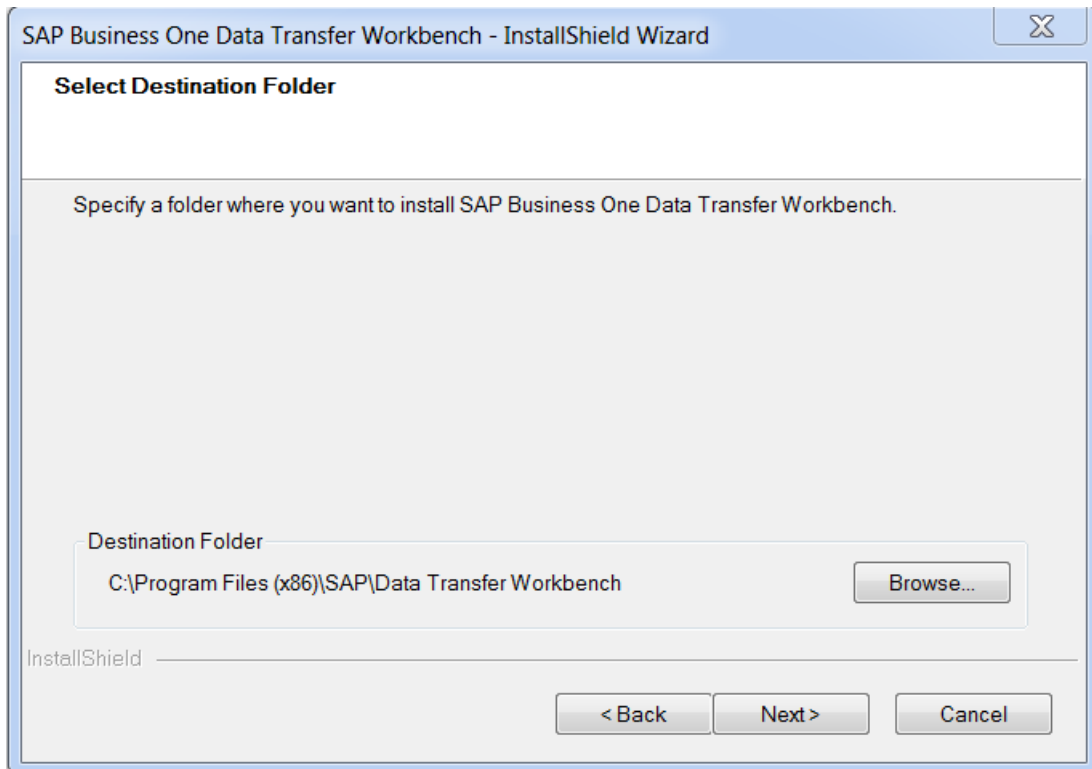 SAP Business One Data Transfer Workbench - InstallShield Wizard
Select Destination Folder
Specify a folder where you want to install SAP Business One Data Transfer Workbench.
Destination Folder
C:\Program Files (x86)\SAP\Data Transfer Workbench
Browse...
InstallShield
< Back
Next >
Cancel